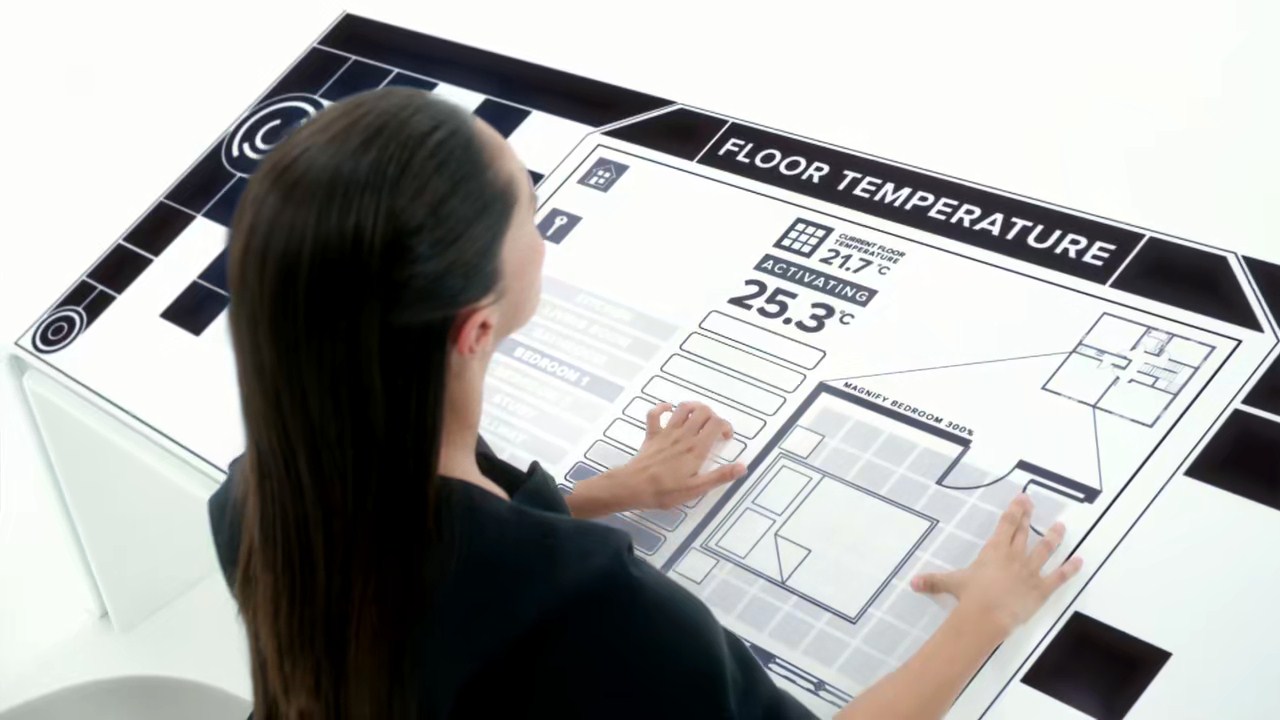 FLOOR TEMPERATURE
CURRENT FLOOR
TEMPERATURE
21.7°C
ACTIVATING
25.3°C
BEDROOM 1
MAGNIFY BEDROOM 300%